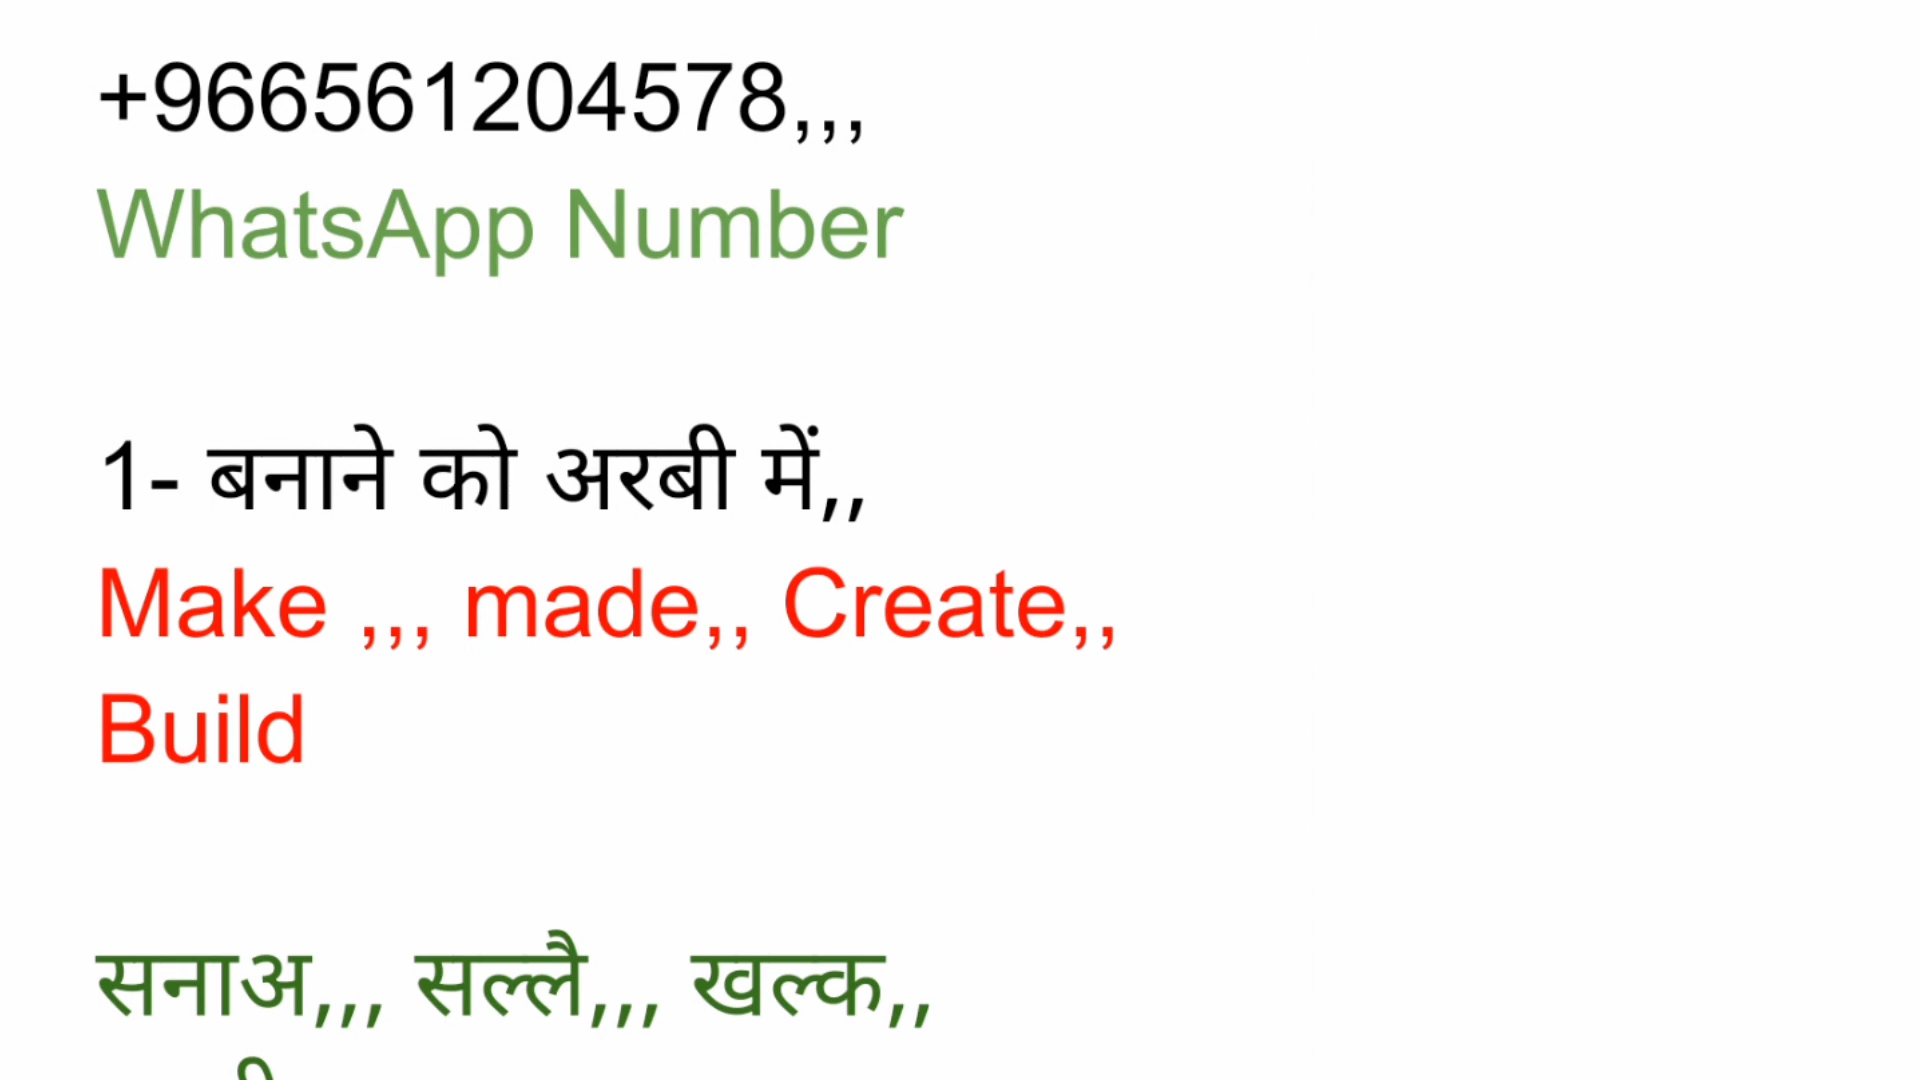 +966561204578,,,
WhatsApp Number
1- बनाने को अरबी में,,
Make ,,, made,, Create,,
Build
सनाअ,,, सल्लै,,, खल्क,,